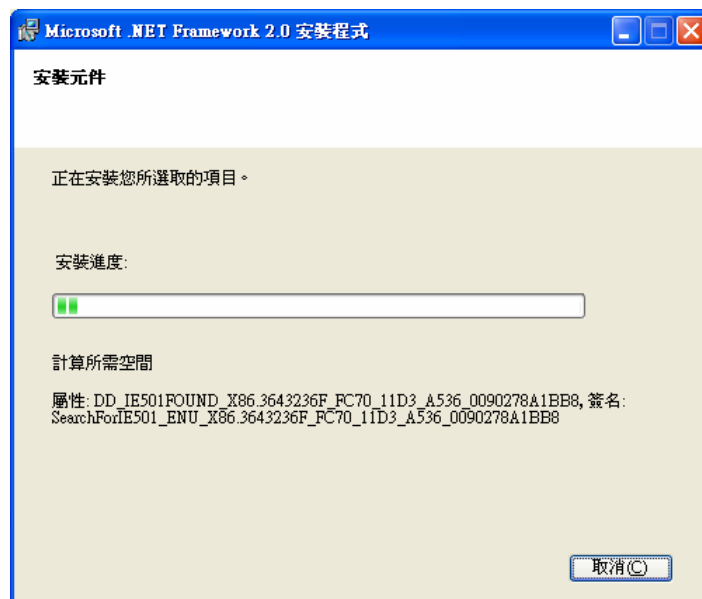 Microsoft .NET Framework 2.0 安裝程式
安裝元件
正在安裝您所選取的項目。
安裝進度:
計算所需空間
屬性: DD_IE501FOUND_X86.3643236F_FC70_11D3_A536_0090278A1BB8, 簽名:
SearchForIE501_ENU_X86.3643236F_FC70_11D3_A536_0090278A1BB8
取消(C)